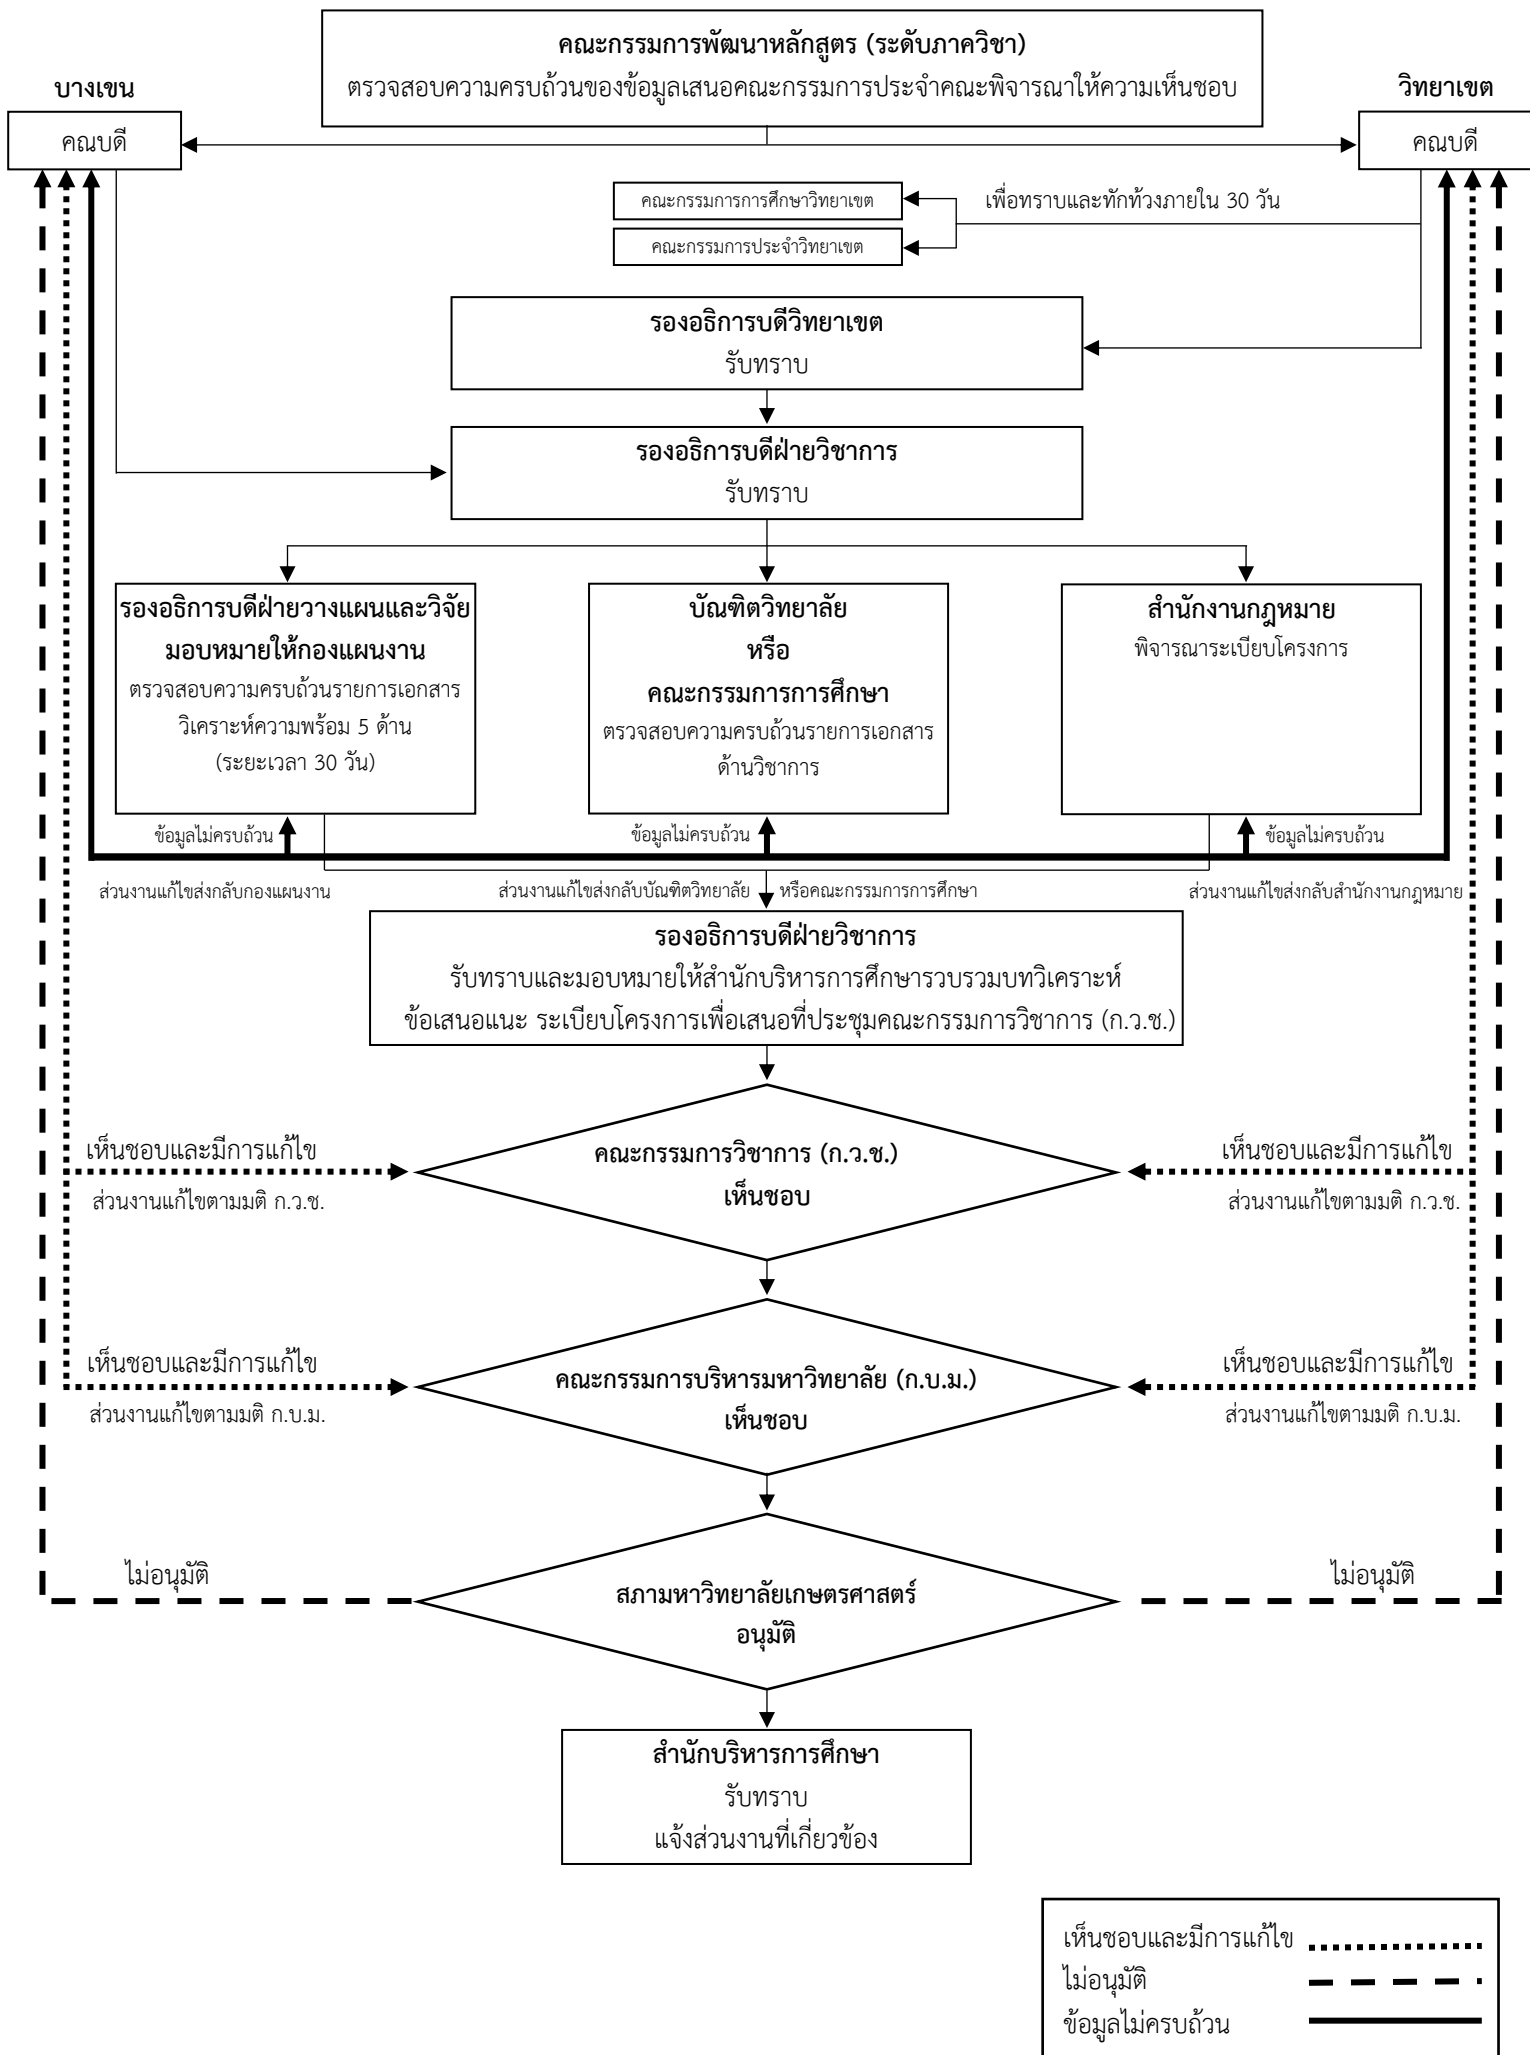 คณะกรรมการพัฒนาหลักสูตร (ระดับภาควิชา)
ตรวจสอบความครบถ้วนของข้อมูลเสนอคณะกรรมการประจำคณะพิจารณาให้ความเห็นชอบ
บางเขน
วิทยาเขต
คณบดี
คณบดี
คณะกรรมการการศึกษาวิทยาเขต
เพื่อทราบและทักท้วงภายใน 30 วัน
คณะกรรมการประจำวิทยาเขต
รองอธิการบดีวิทยาเขต
รับทราบ
รองอธิการบดีฝ่ายวิชาการ
รับทราบ
รองอธิการบดีฝ่ายวางแผนและวิจัย
มอบหมายให้กองแผนงาน
ตรวจสอบความครบถ้วนรายการเอกสาร
วิเคราะห์ความพร้อม 5 ด้าน
(ระยะเวลา 30 วัน)
บัณฑิตวิทยาลัย
หรือ
คณะกรรมการการศึกษา
ตรวจสอบความครบถ้วนรายการเอกสาร
ด้านวิชาการ
สำนักงานกฎหมาย
พิจารณาระเบียบโครงการ
ข้อมูลไม่ครบถ้วน
ข้อมูลไม่ครบถ้วน
ข้อมูลไม่ครบถ้วน
ส่วนงานแก้ไขส่งกลับกองแผนงาน
ส่วนงานแก้ไขส่งกลับบัณฑิตวิทยาลัย หรือคณะกรรมการการศึกษา
ส่วนงานแก้ไขส่งกลับสำนักงานกฎหมาย
รองอธิการบดีฝ่ายวิชาการ
รับทราบและมอบหมายให้สำนักบริหารการศึกษารวบรวมบทวิเคราะห์
ข้อเสนอแนะ ระเบียบโครงการเพื่อเสนอที่ประชุมคณะกรรมการวิชาการ (ก.ว.ช.)
เห็นชอบและมีการแก้ไข
ส่วนงานแก้ไขตามมติ ก.ว.ช.
คณะกรรมการวิชาการ (ก.ว.ช.)
เห็นชอบ
เห็นชอบและมีการแก้ไข
ส่วนงานแก้ไขตามมติ ก.ว.ช.
เห็นชอบและมีการแก้ไข
ส่วนงานแก้ไขตามมติ ก.บ.ม.
คณะกรรมการบริหารมหาวิทยาลัย (ก.บ.ม.)
เห็นชอบ
เห็นชอบและมีการแก้ไข
ส่วนงานแก้ไขตามมติ ก.บ.ม.
ไม่อนุมัติ
สภามหาวิทยาลัยเกษตรศาสตร์
อนุมัติ
ไม่อนุมัติ
สำนักบริหารการศึกษา
รับทราบ
แจ้งส่วนงานที่เกี่ยวข้อง
เห็นชอบและมีการแก้ไข
ไม่อนุมัติ
ข้อมูลไม่ครบถ้วน